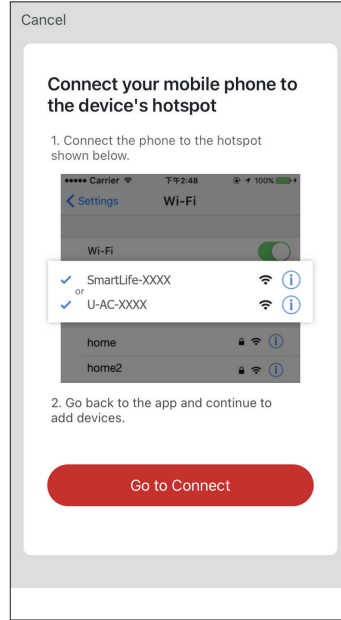 Cancel
Connect your mobile phone to
the device's hotspot
1. Connect the phone to the hotspot
shown below.
Carrier 下午2:48 100%
Settings Wi-Fi
Wi-Fi
SmartLife-XXXX
or
U-AC-XXXX
home
home2
2. Go back to the app and continue to
add devices.
Go to Connect